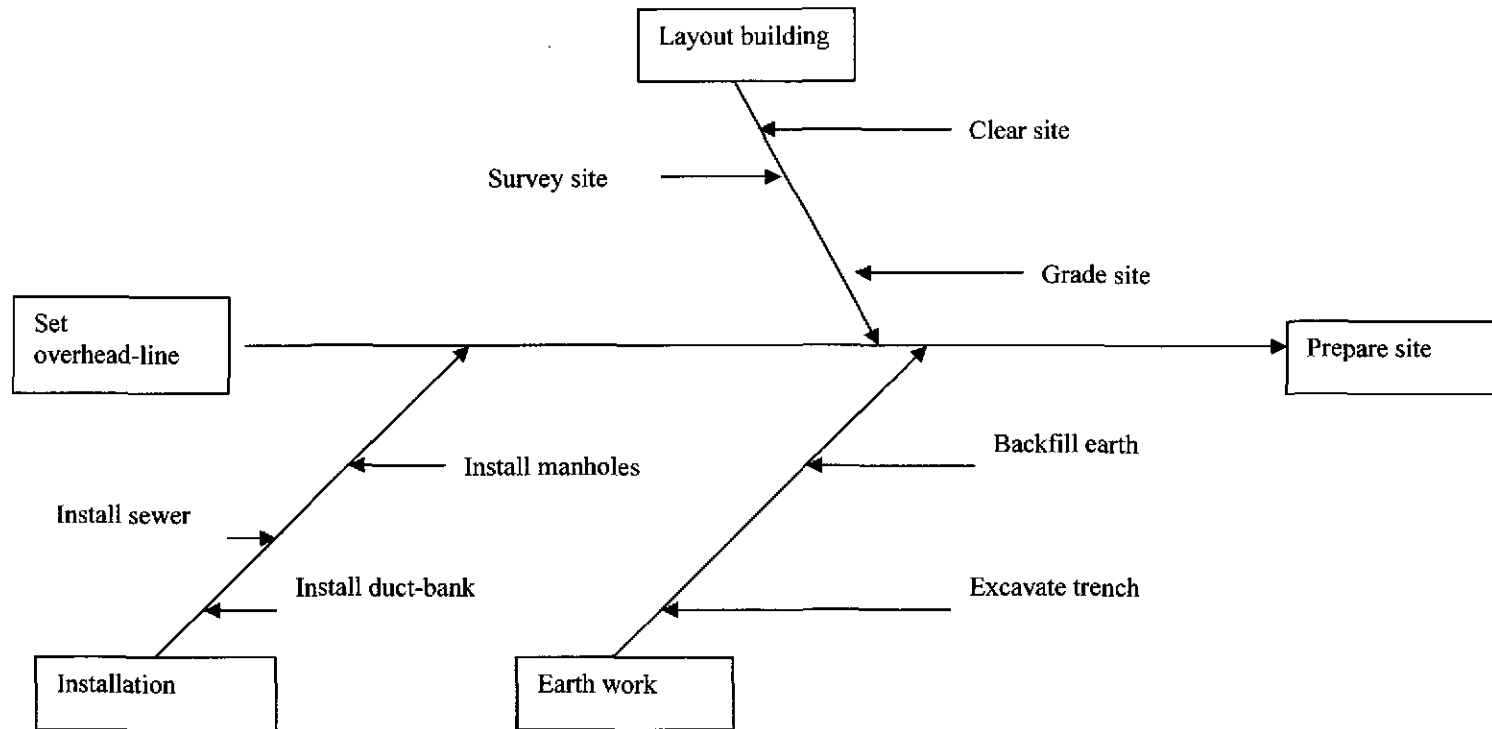 Layout building
Clear site
Survey site
Grade site
Set
overhead-line
Prepare site
Backfill earth
Install manholes
Install sewer
Install duct-bank
Excavate trench
Installation
Earth work